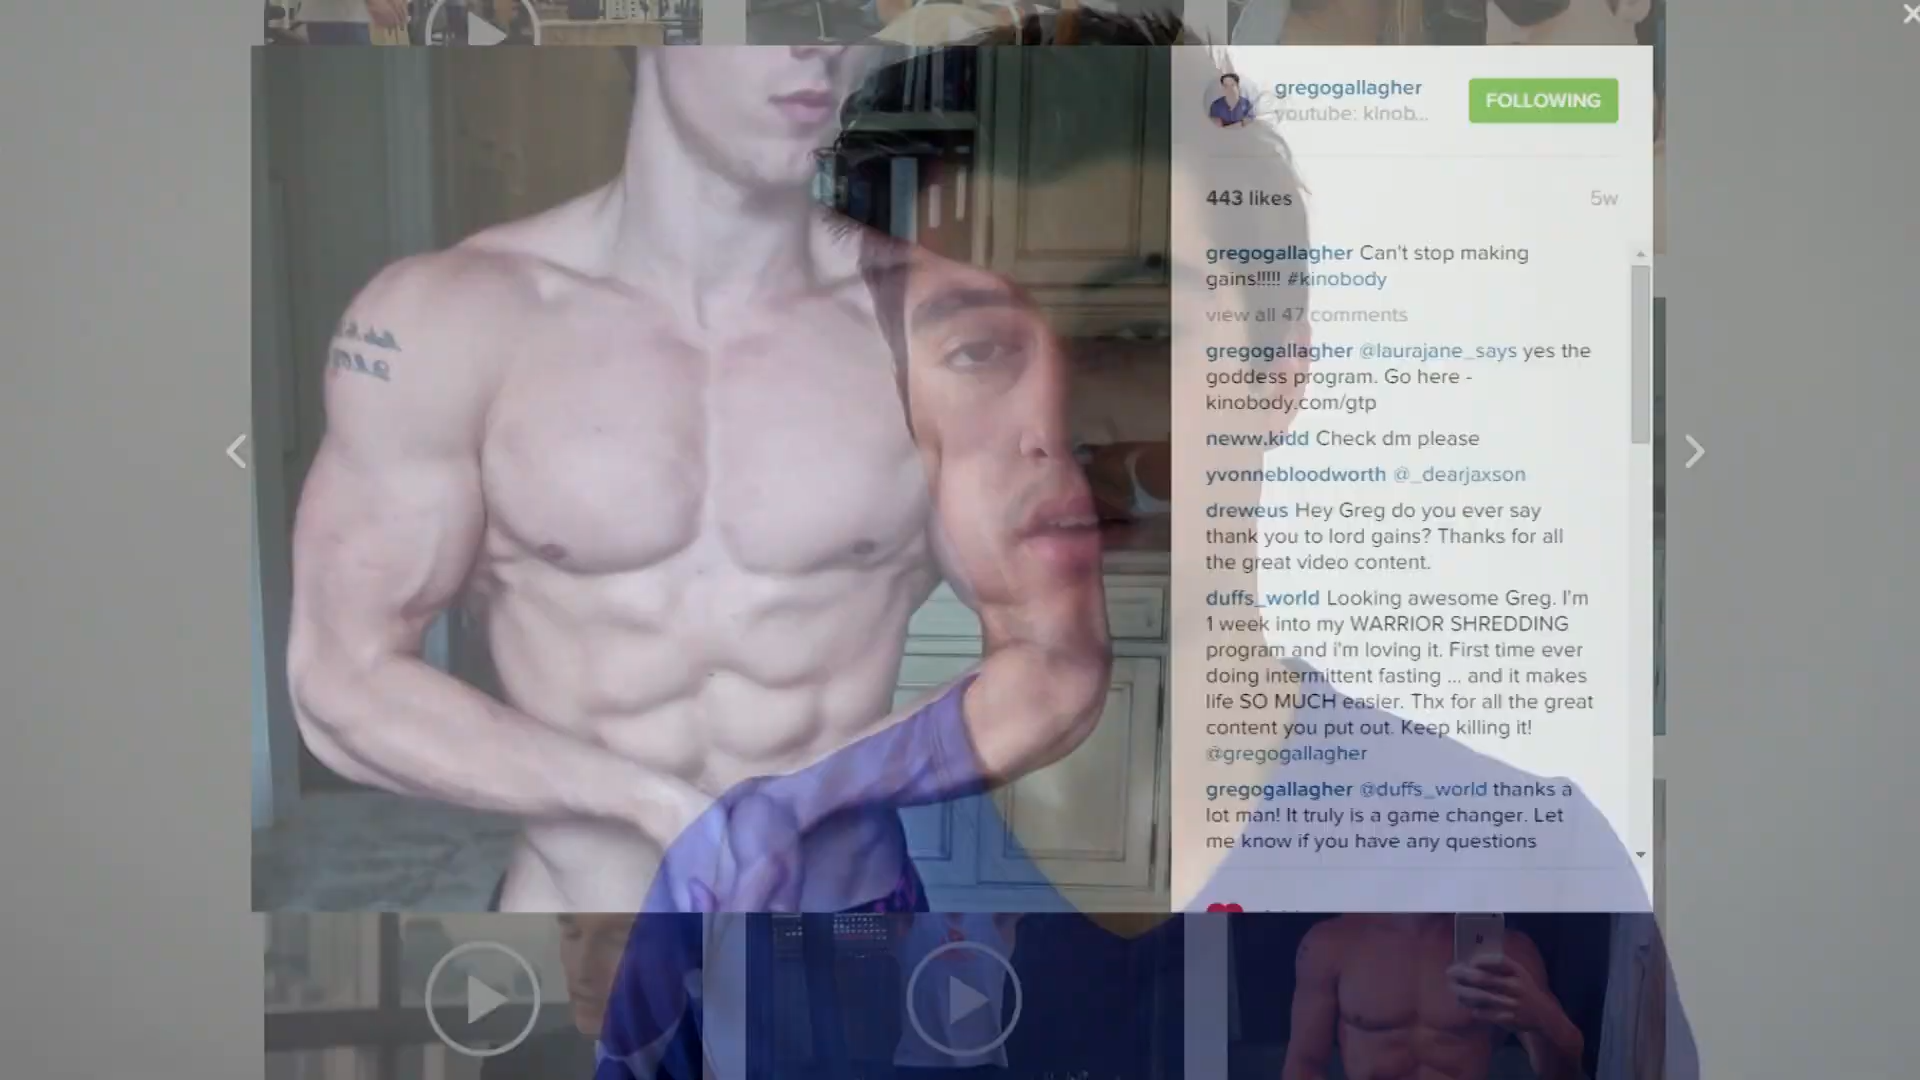 gregogallagher
youtube: kinob...
FOLLOWING
443 likes
5w
gregogallagher Can't stop making
gains!!!!! #kinobody
view all 47 comments
gregogallagher @laurajane_says yes the
goddess program. Go here -
kinobody.com/gtp
neww.kidd Check dm please
yvonnebloodworth @_dearjaxson
dreweus Hey Greg do you ever say
thank you to lord gains? Thanks for all
the great video content.
duffs_world Looking awesome Greg. I'm
1 week into my WARRIOR SHREDDING
program and i'm loving it. First time ever
doing intermittent fasting ... and it makes
life SO MUCH easier. Thx for all the great
content you put out. Keep killing it!
@gregogallagher
gregogallagher @duffs_world thanks a
lot man! It truly is a game changer. Let
me know if you have any questions